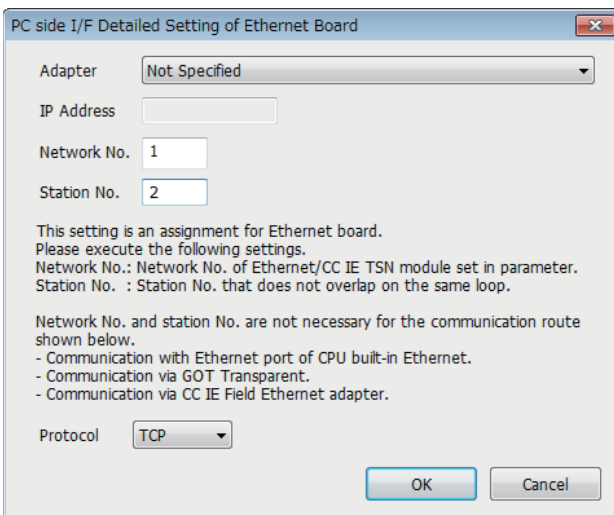 PC side I/F Detailed Setting of Ethernet Board
Adapter Not Specified
IP Address
Network No. 1
Station No. 2
This setting is an assignment for Ethernet board.
Please execute the following settings.
Network No.: Network No. of Ethernet/CC IE TSN module set in parameter.
Station No. : Station No. that does not overlap on the same loop.
Network No. and station No. are not necessary for the communication route
shown below.
- Communication with Ethernet port of CPU built-in Ethernet.
- Communication via GOT Transparent.
- Communication via CC IE Field Ethernet adapter.
Protocol TCP
OK Cancel